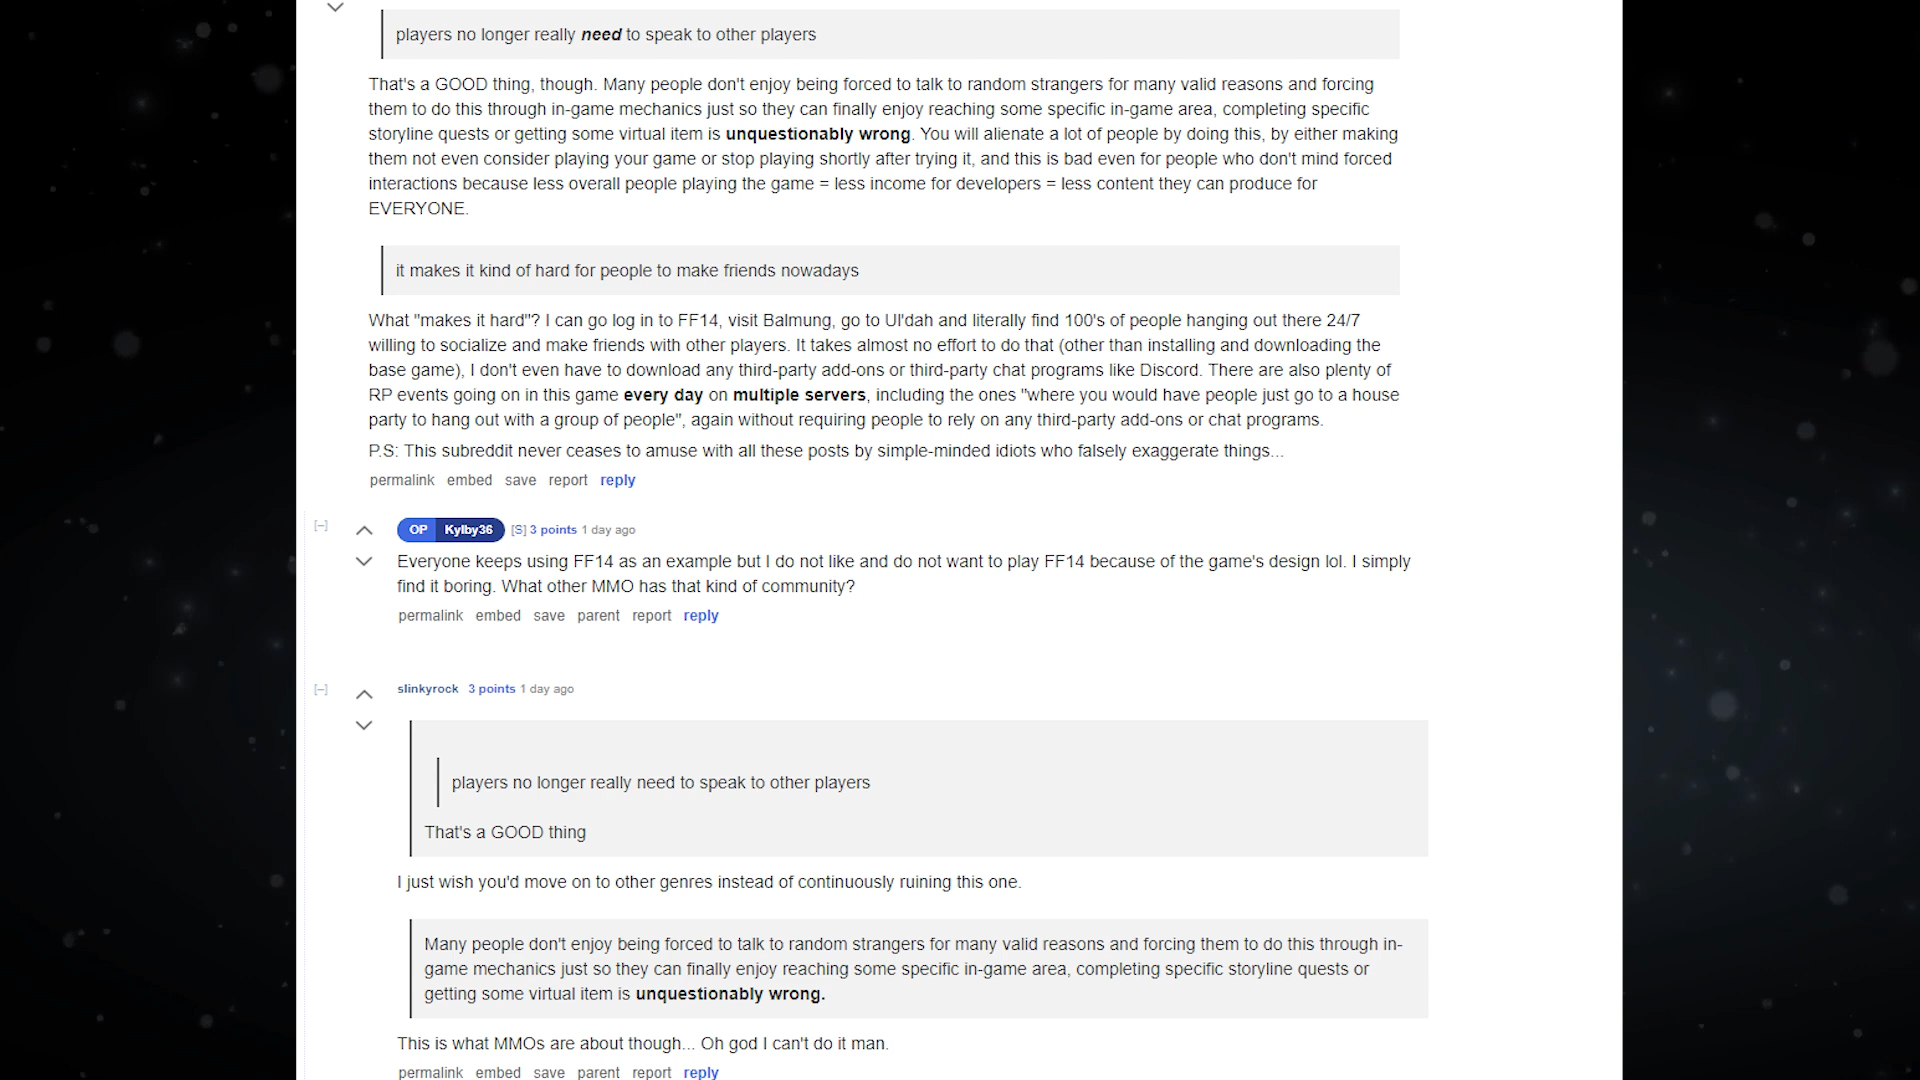 players no longer really need to speak to other players
That's a GOOD thing, though. Many people don't enjoy being forced to talk to random strangers for many valid reasons and forcing
them to do this through in-game mechanics just so they can finally enjoy reaching some specific in-game area, completing specific
storyline quests or getting some virtual item is unquestionably wrong. You will alienate a lot of people by doing this, by either making
them not even consider playing your game or stop playing shortly after trying it, and this is bad even for people who don't mind forced
interactions because less overall people playing the game = less income for developers = less content they can produce for
EVERYONE.
it makes it kind of hard for people to make friends nowadays
What "makes it hard"? I can go log in to FF14, visit Balmung, go to Ul'dah and literally find 100's of people hanging out there 24/7
willing to socialize and make friends with other players. It takes almost no effort to do that (other than installing and downloading the
base game), I don't even have to download any third-party add-ons or third-party chat programs like Discord. There are also plenty of
RP events going on in this game every day on multiple servers, including the ones "where you would have people just go to a house
party to hang out with a group of people", again without requiring people to rely on any third-party add-ons or chat programs.
P.S: This subreddit never ceases to amuse with all these posts by simple-minded idiots who falsely exaggerate things...
permalink embed save report reply
[–] OP Kylby36 [S] 3 points 1 day ago
Everyone keeps using FF14 as an example but I do not like and do not want to play FF14 because of the game's design lol. I simply
find it boring. What other MMO has that kind of community?
permalink embed save parent report reply
[–] slinkyrock 3 points 1 day ago
players no longer really need to speak to other players
That's a GOOD thing
I just wish you'd move on to other genres instead of continuously ruining this one.
Many people don't enjoy being forced to talk to random strangers for many valid reasons and forcing them to do this through in-
game mechanics just so they can finally enjoy reaching some specific in-game area, completing specific storyline quests or
getting some virtual item is unquestionably wrong.
This is what MMOs are about though... Oh god I can't do it man.
permalink embed save parent report reply